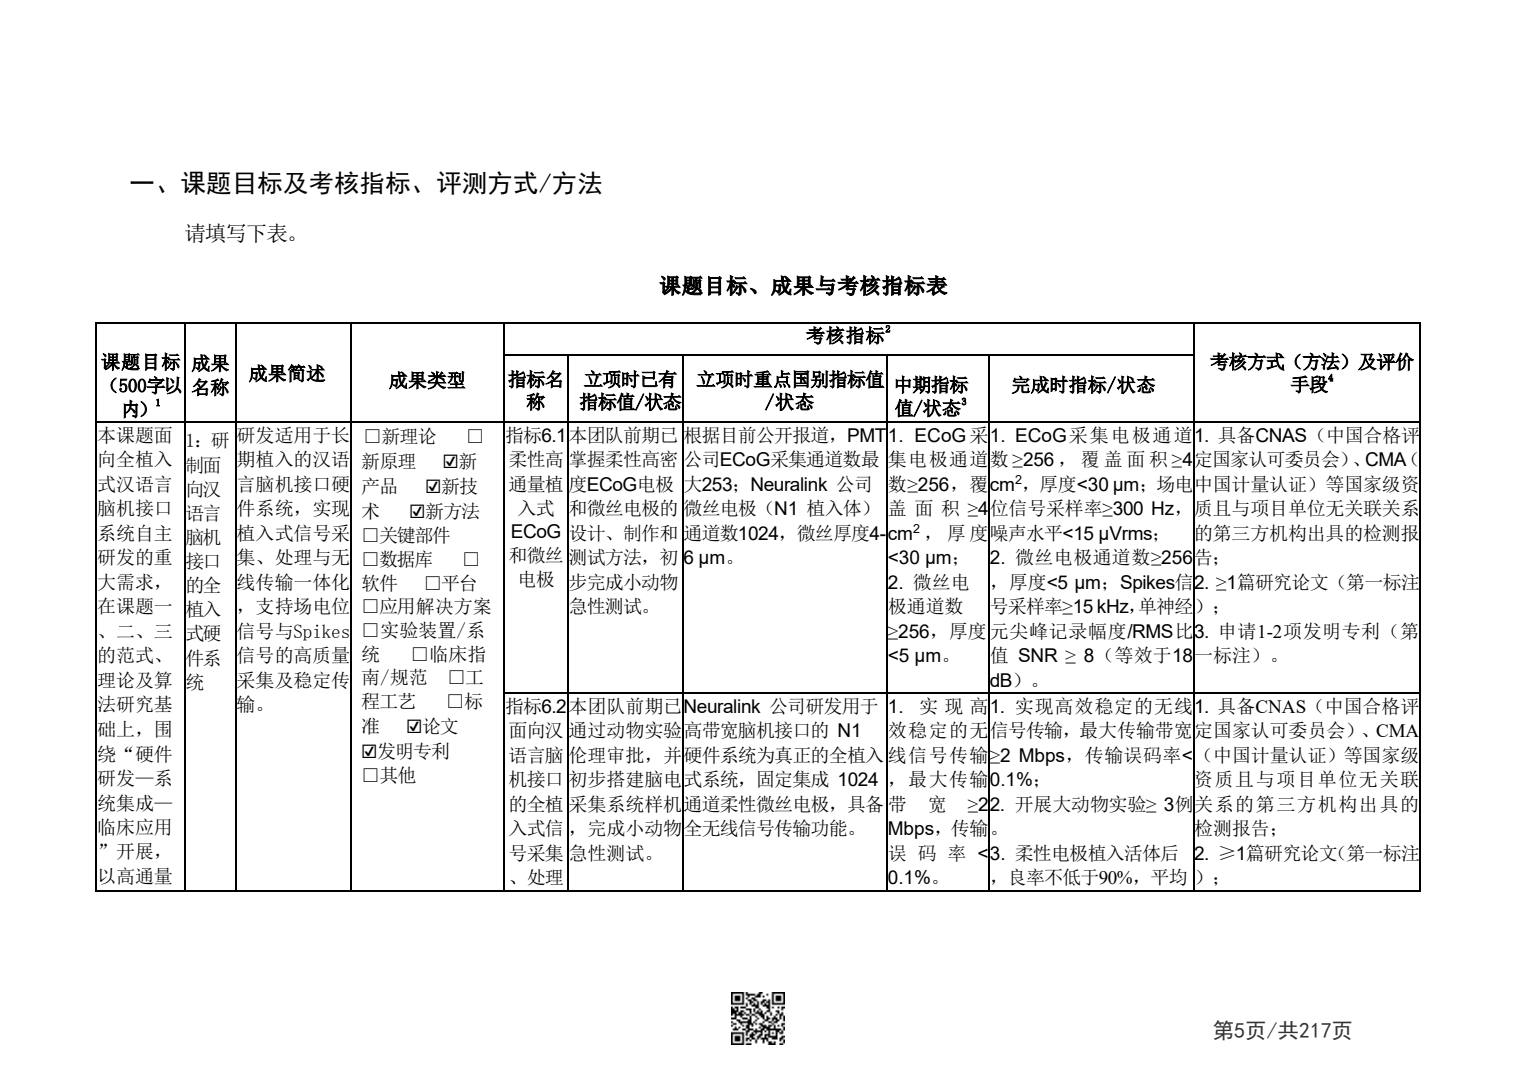 一、课题目标及考核指标、评测方式/方法
请填写下表。
课题目标、成果与考核指标表
课题目标
（500字以
内）1
成果
名称
成果简述
成果类型
考核指标2
指标名
称
立项时已有
指标值/状态
立项时重点国别指标值
/状态
中期指标
值/状态3
完成时指标/状态
考核方式（方法）及评价
手段4
本课题面
向全植入
式汉语言
脑机接口
系统自主
研发的重
大需求，
在课题一
、二、三
的范式、
理论及算
法研究基
础上，围
绕“硬件
研发—系
统集成—
临床应用
”开展，
以高通量
1：研
制面
向汉
语言
脑机
接口
的全
植入
式硬
件系
统
研发适用于长
期植入的汉语
言脑机接口硬
件系统，实现
植入式信号采
集、处理与无
线传输一体化
，支持场电位
信号与Spikes
信号的高质量
采集及稳定传
输。
☐新理论 ☐
新原理 ☑新
产品 ☑新技
术 ☑新方法
☐关键部件
☐数据库 ☐
软件 ☐平台
☐应用解决方案
☐实验装置/系
统 ☐临床指
南/规范 ☐工
程工艺 ☐标
准 ☑论文
☑发明专利
☐其他
指标6.1
柔性高
通量植
入式
ECoG
和微丝
电极
本团队前期已
掌握柔性高密
度ECoG电极
和微丝电极的
设计、制作和
测试方法，初
步完成小动物
急性测试。
根据目前公开报道，PMT
公司ECoG采集通道数最
大253；Neuralink 公司
微丝电极（N1 植入体）
通道数1024，微丝厚度4-
6 μm。
1. ECoG采
集电极通道
数≥256，覆
盖面积≥4
cm2，厚度
<30 μm；
2. 微丝电
极通道数
≥256，厚度
<5 μm。
1. ECoG采集电极通道
数≥256，覆盖面积≥4
cm2，厚度<30 μm；场电
位信号采样率≥300 Hz，
噪声水平<15 μVrms；
2. 微丝电极通道数≥256
，厚度<5 μm；Spikes信
号采样率≥15 kHz，单神经
元尖峰记录幅度/RMS比
值 SNR ≥ 8（等效于18
dB）。
1. 具备CNAS（中国合格评
定国家认可委员会）、CMA（
中国计量认证）等国家级资
质且与项目单位无关联关系
的第三方机构出具的检测报
告；
2. ≥1篇研究论文（第一标注
）；
3. 申请1-2项发明专利（第
一标注）。
指标6.2
面向汉
语言脑
机接口
的全植
入式信
号采集
、处理
本团队前期已
通过动物实验
伦理审批，并
初步搭建脑电
采集系统样机
，完成小动物
急性测试。
Neuralink 公司研发用于
高带宽脑机接口的 N1
硬件系统为真正的全植入
式系统，固定集成 1024
通道柔性微丝电极，具备
全无线信号传输功能。
1. 实现高
效稳定的无
线信号传输
，最大传输
带宽≥2
Mbps，传输
误码率<
0.1%。
1. 实现高效稳定的无线
信号传输，最大传输带宽
≥2 Mbps，传输误码率<
0.1%；
2. 开展大动物实验≥ 3例
。
3. 柔性电极植入活体后
，良率不低于90%，平均
1. 具备CNAS（中国合格评
定国家认可委员会）、CMA
（中国计量认证）等国家级
资质且与项目单位无关联
关系的第三方机构出具的
检测报告；
2. ≥1篇研究论文（第一标注
）；
第5页/共217页